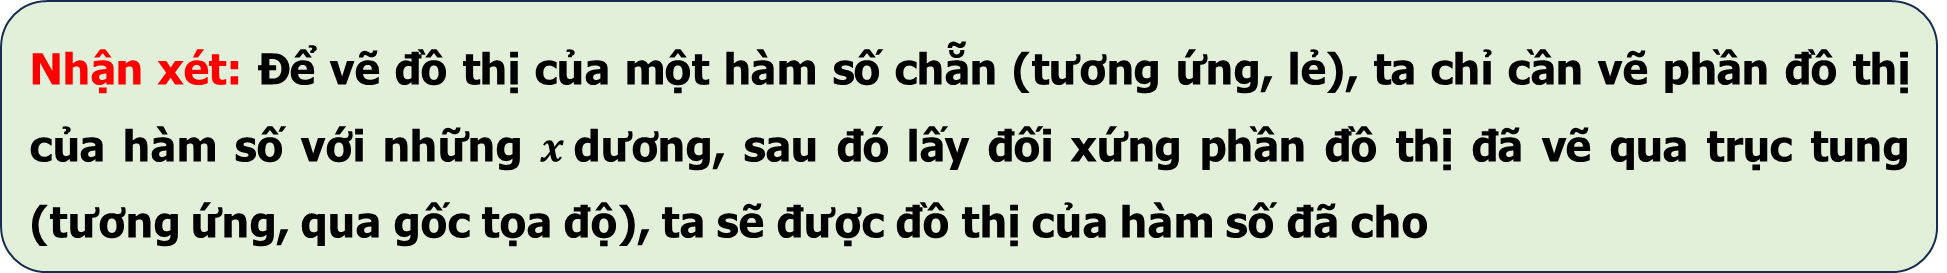 Nhận xét: Để vẽ đồ thị của một hàm số chẵn (tương ứng, lẻ), ta chỉ cần vẽ phần đồ thị
của hàm số với những x dương, sau đó lấy đối xứng phần đồ thị đã vẽ qua trục tung
(tương ứng, qua gốc tọa độ), ta sẽ được đồ thị của hàm số đã cho